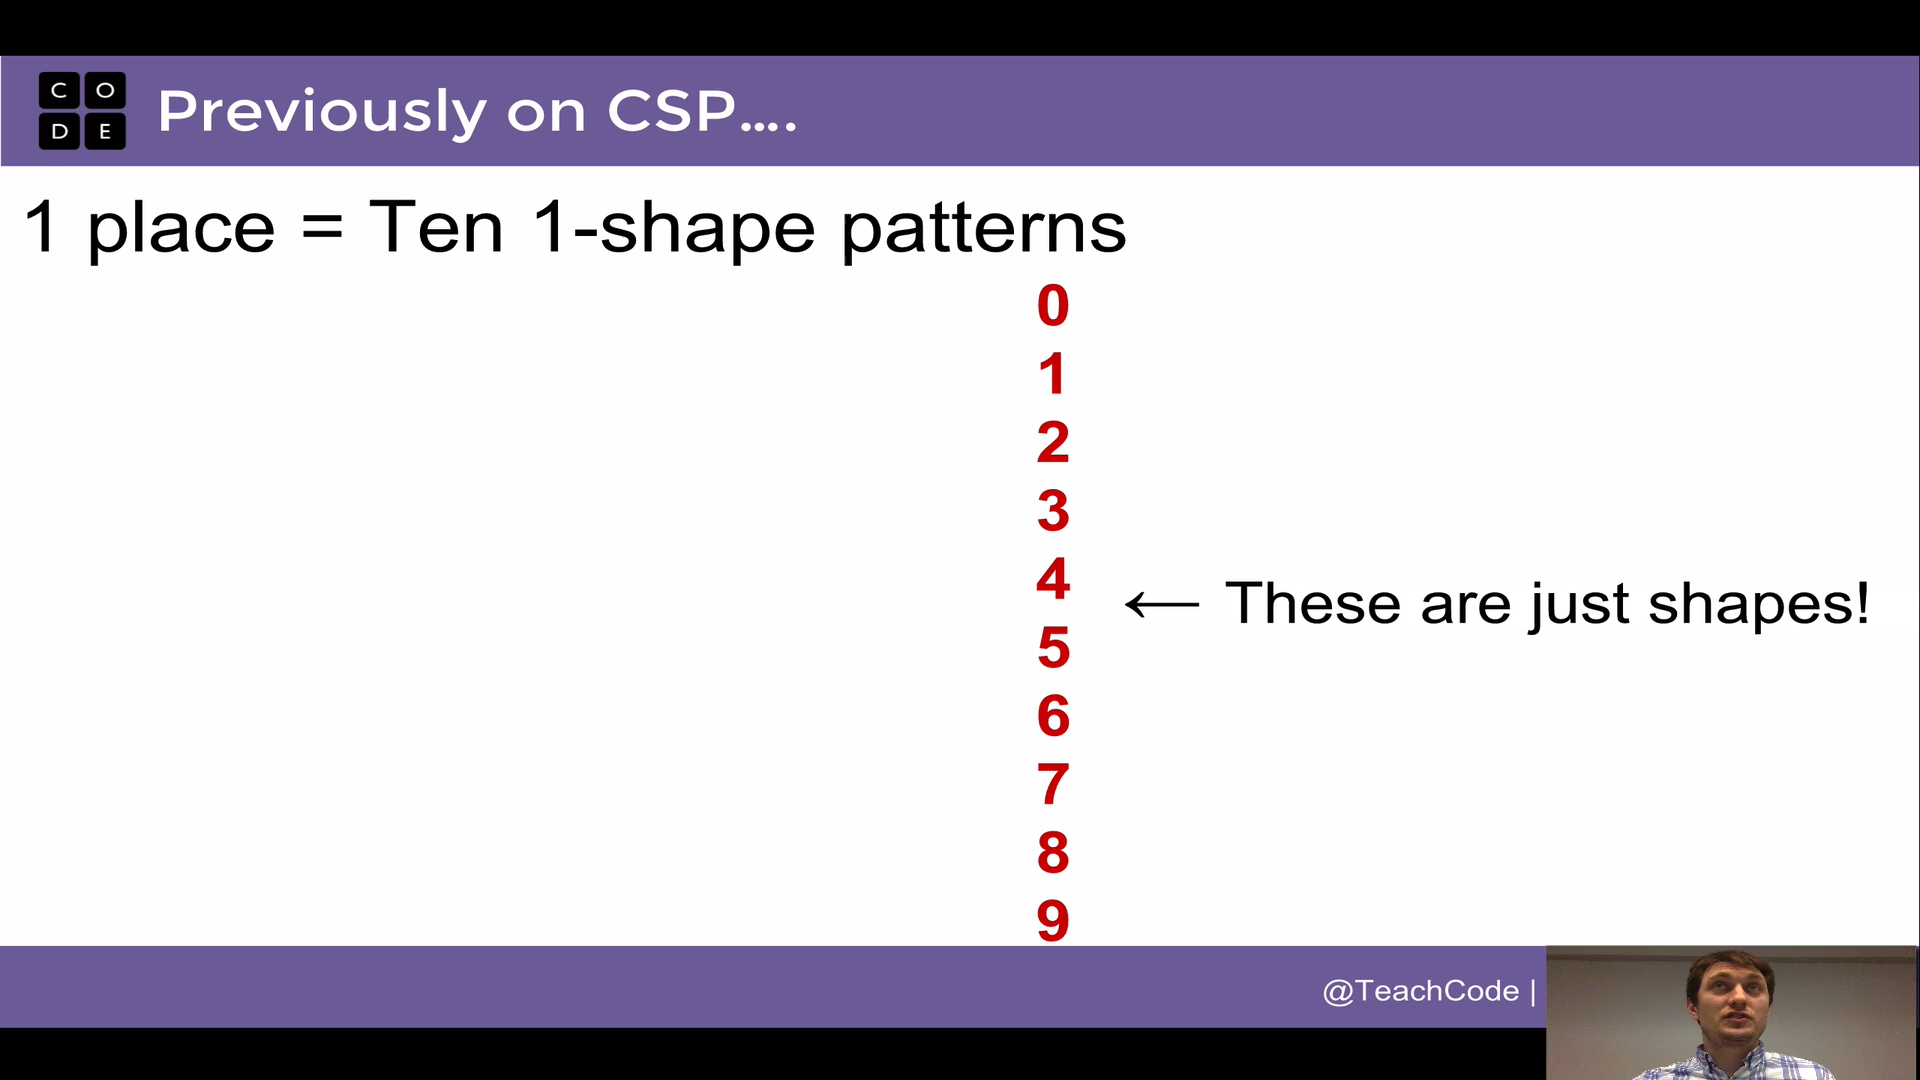 C O
D E
Previously on CSP....
1 place = Ten 1-shape patterns
0
1
2
3
4
← These are just shapes!
5
6
7
8
9
@TeachCode |